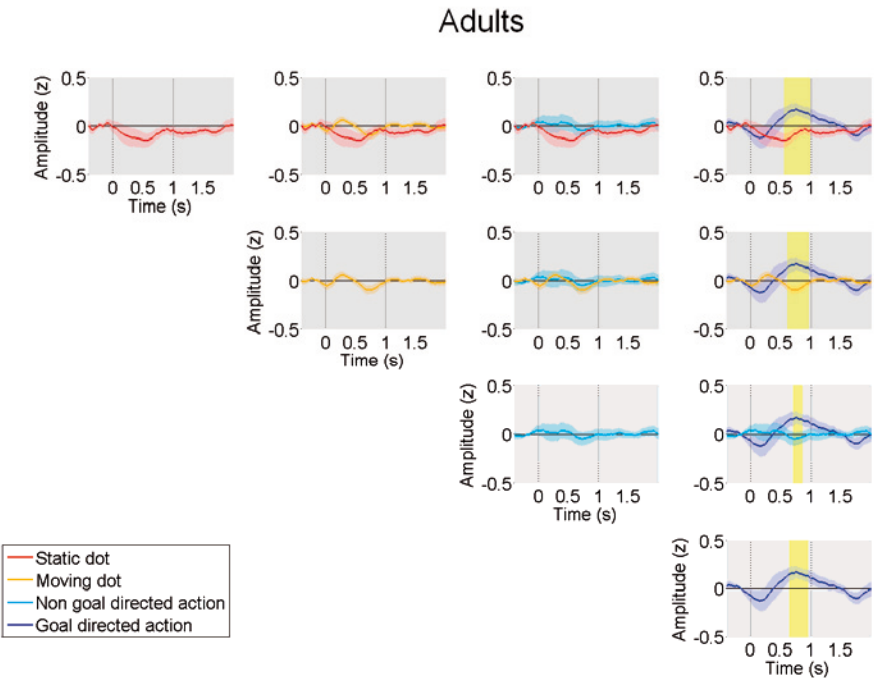 Adults
0.5 0.5 0.5 0.5
Amplitude (z) 0 0 0 0
-0.5 -0.5 -0.5 -0.5
0 0.5 1 1.5 0 0.5 1 1.5 0 0.5 1 1.5 0 0.5 1 1.5
Time (s)
0.5 0.5 0.5
Amplitude (z) 0 0 0
-0.5 -0.5 -0.5
0 0.5 1 1.5 0 0.5 1 1.5 0 0.5 1 1.5
Time (s)
0.5 0.5
Amplitude (z) 0 0
-0.5 -0.5
0 0.5 1 1.5 0 0.5 1 1.5
Time (s)
0.5
Amplitude (z) 0
-0.5
0 0.5 1 1.5
Time (s)
Static dot
Moving dot
Non goal directed action
Goal directed action